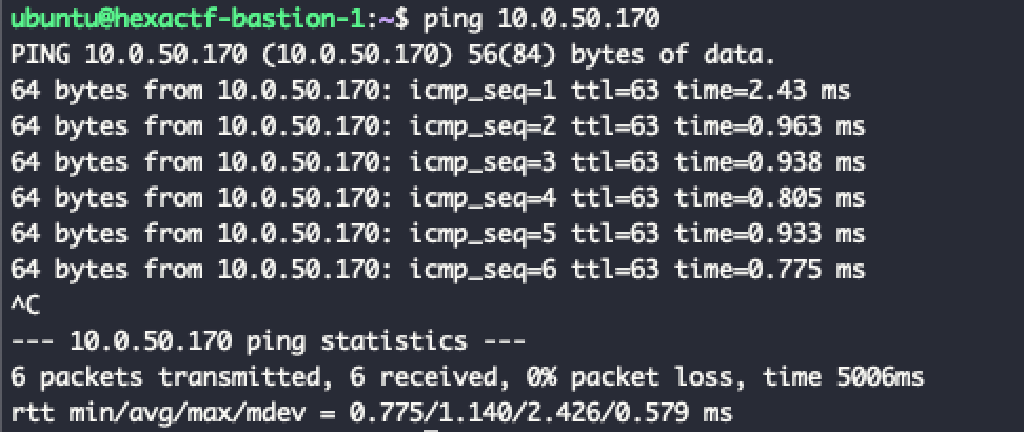 ubuntu@hexactf-bastion-1:~$ ping 10.0.50.170
PING 10.0.50.170 (10.0.50.170) 56(84) bytes of data.
64 bytes from 10.0.50.170: icmp_seq=1 ttl=63 time=2.43 ms
64 bytes from 10.0.50.170: icmp_seq=2 ttl=63 time=0.963 ms
64 bytes from 10.0.50.170: icmp_seq=3 ttl=63 time=0.938 ms
64 bytes from 10.0.50.170: icmp_seq=4 ttl=63 time=0.805 ms
64 bytes from 10.0.50.170: icmp_seq=5 ttl=63 time=0.933 ms
64 bytes from 10.0.50.170: icmp_seq=6 ttl=63 time=0.775 ms
^C
--- 10.0.50.170 ping statistics ---
6 packets transmitted, 6 received, 0% packet loss, time 5006ms
rtt min/avg/max/mdev = 0.775/1.140/2.426/0.579 ms